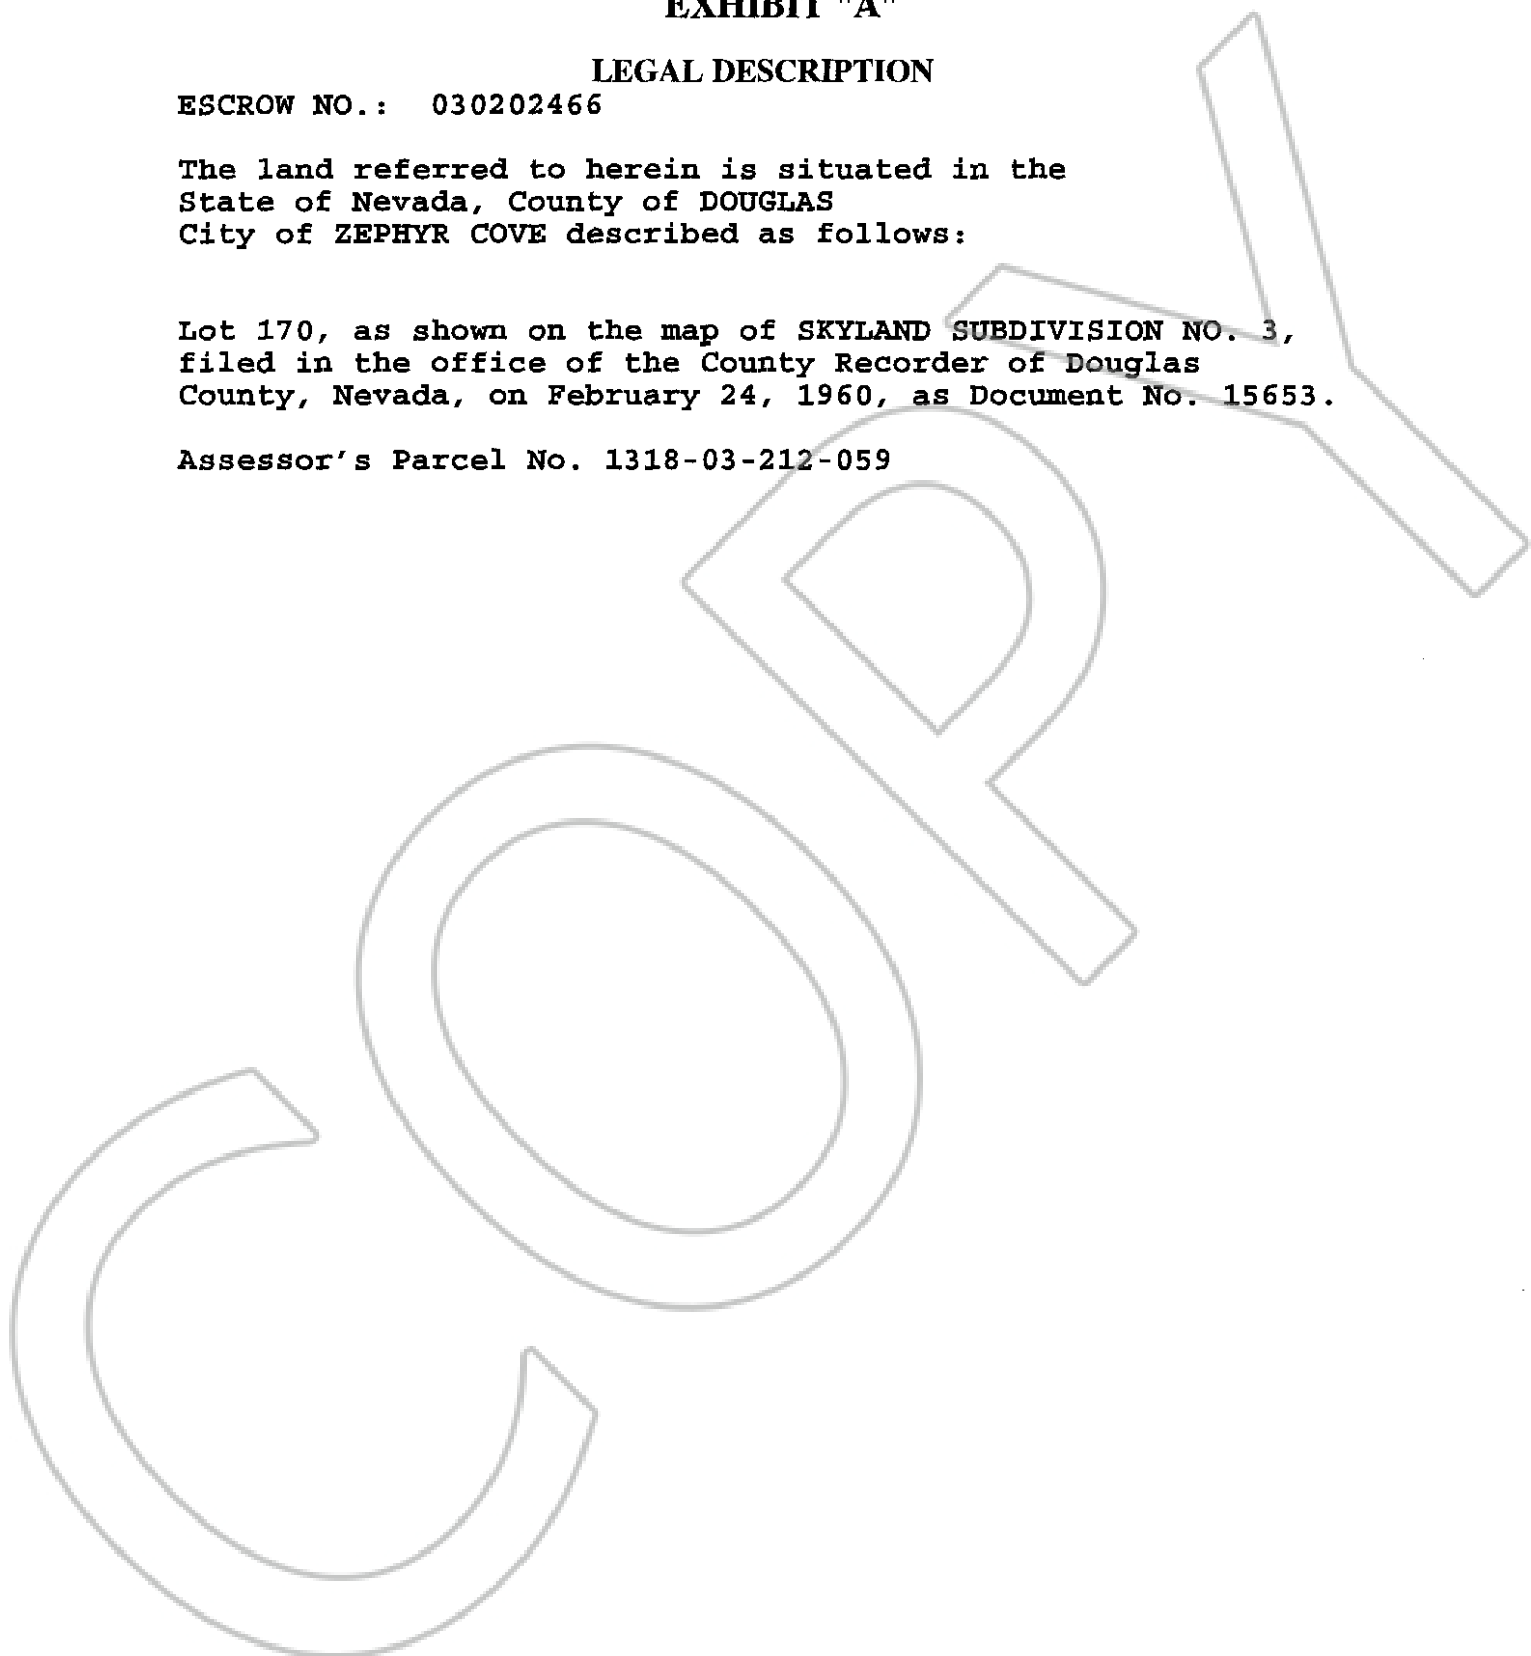 EXHIBIT "A"
LEGAL DESCRIPTION
ESCROW NO.: 030202466
The land referred to herein is situated in the
State of Nevada, County of DOUGLAS
City of ZEPHYR COVE described as follows:
Lot 170, as shown on the map of SKYLAND SUBDIVISION NO. 3,
filed in the office of the County Recorder of Douglas
County, Nevada, on February 24, 1960, as Document No. 15653.
Assessor's Parcel No. 1318-03-212-059
COPY